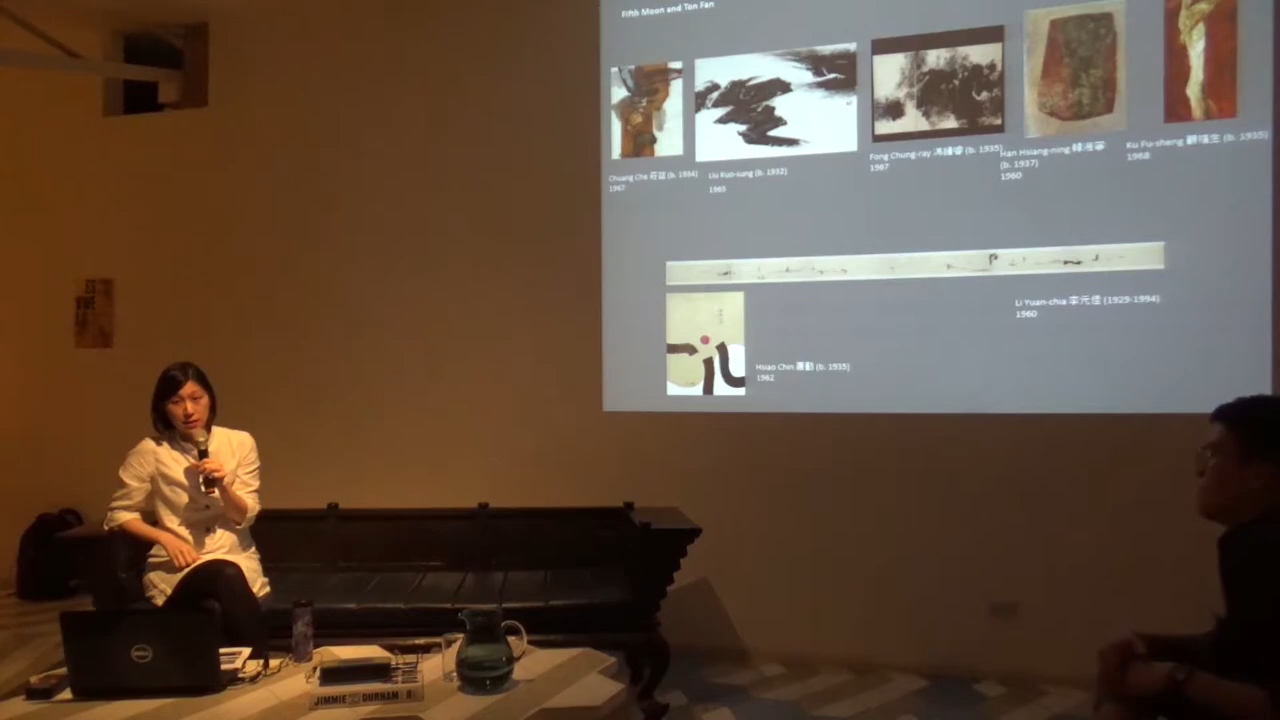 Fifth Moon and Ton Fan
Chuang Che 莊喆 (b. 1934)
1967
Liu Kuo-sung (b. 1932)
1965
Fong Chung-ray 馮鍾睿 (b. 1935)
1967
Han Hsiang-ning 韓湘寧
(b. 1937)
1960
Ku Fu-sheng 顧福生 (b. 1935)
1968
Li Yuan-chia 李元佳 (1929-1994)
1960
Hsiao Chin 蕭勤 (b. 1935)
1962
DELL
JIMMIE DURHAM